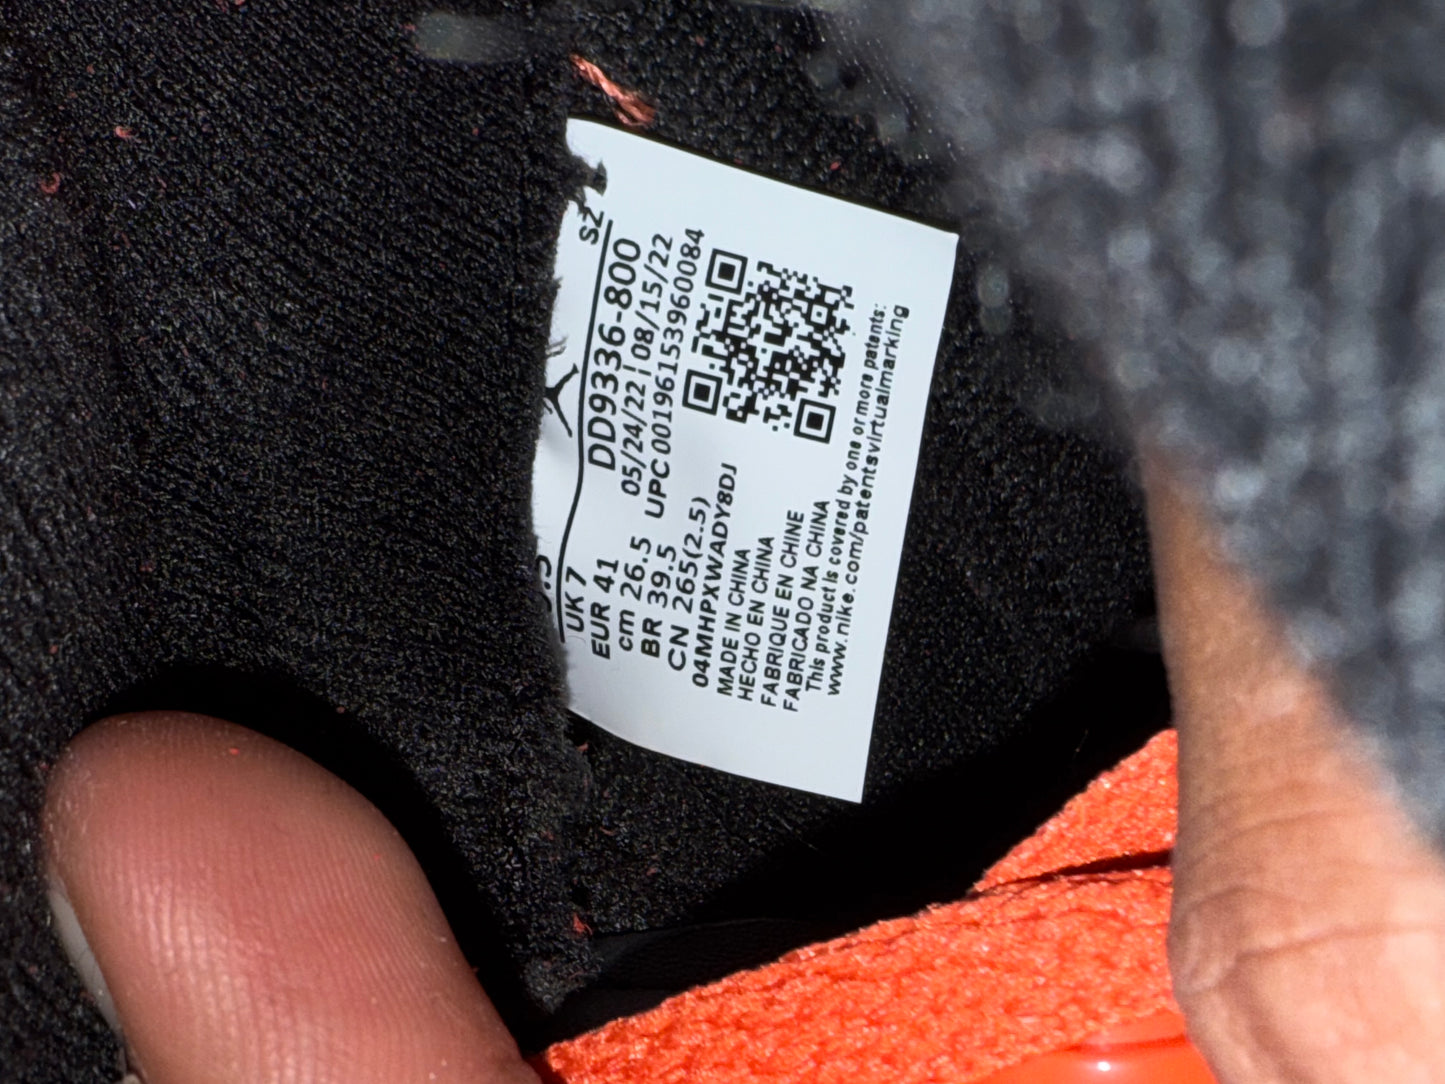 SZ
UK 7
EUR 41
cm 26.5
BR 39.5
CN 265(2.5)
DD9336-800
05/24/22 | 08/15/22
UPC 00196153960084
04MHPXWADY8DJ
MADE IN CHINA
HECHO EN CHINA
FABRIQUE EN CHINE
FABRICADO NA CHINA
This product is covered by one or more patents:
www.nike.com/patentsvirtualmarking